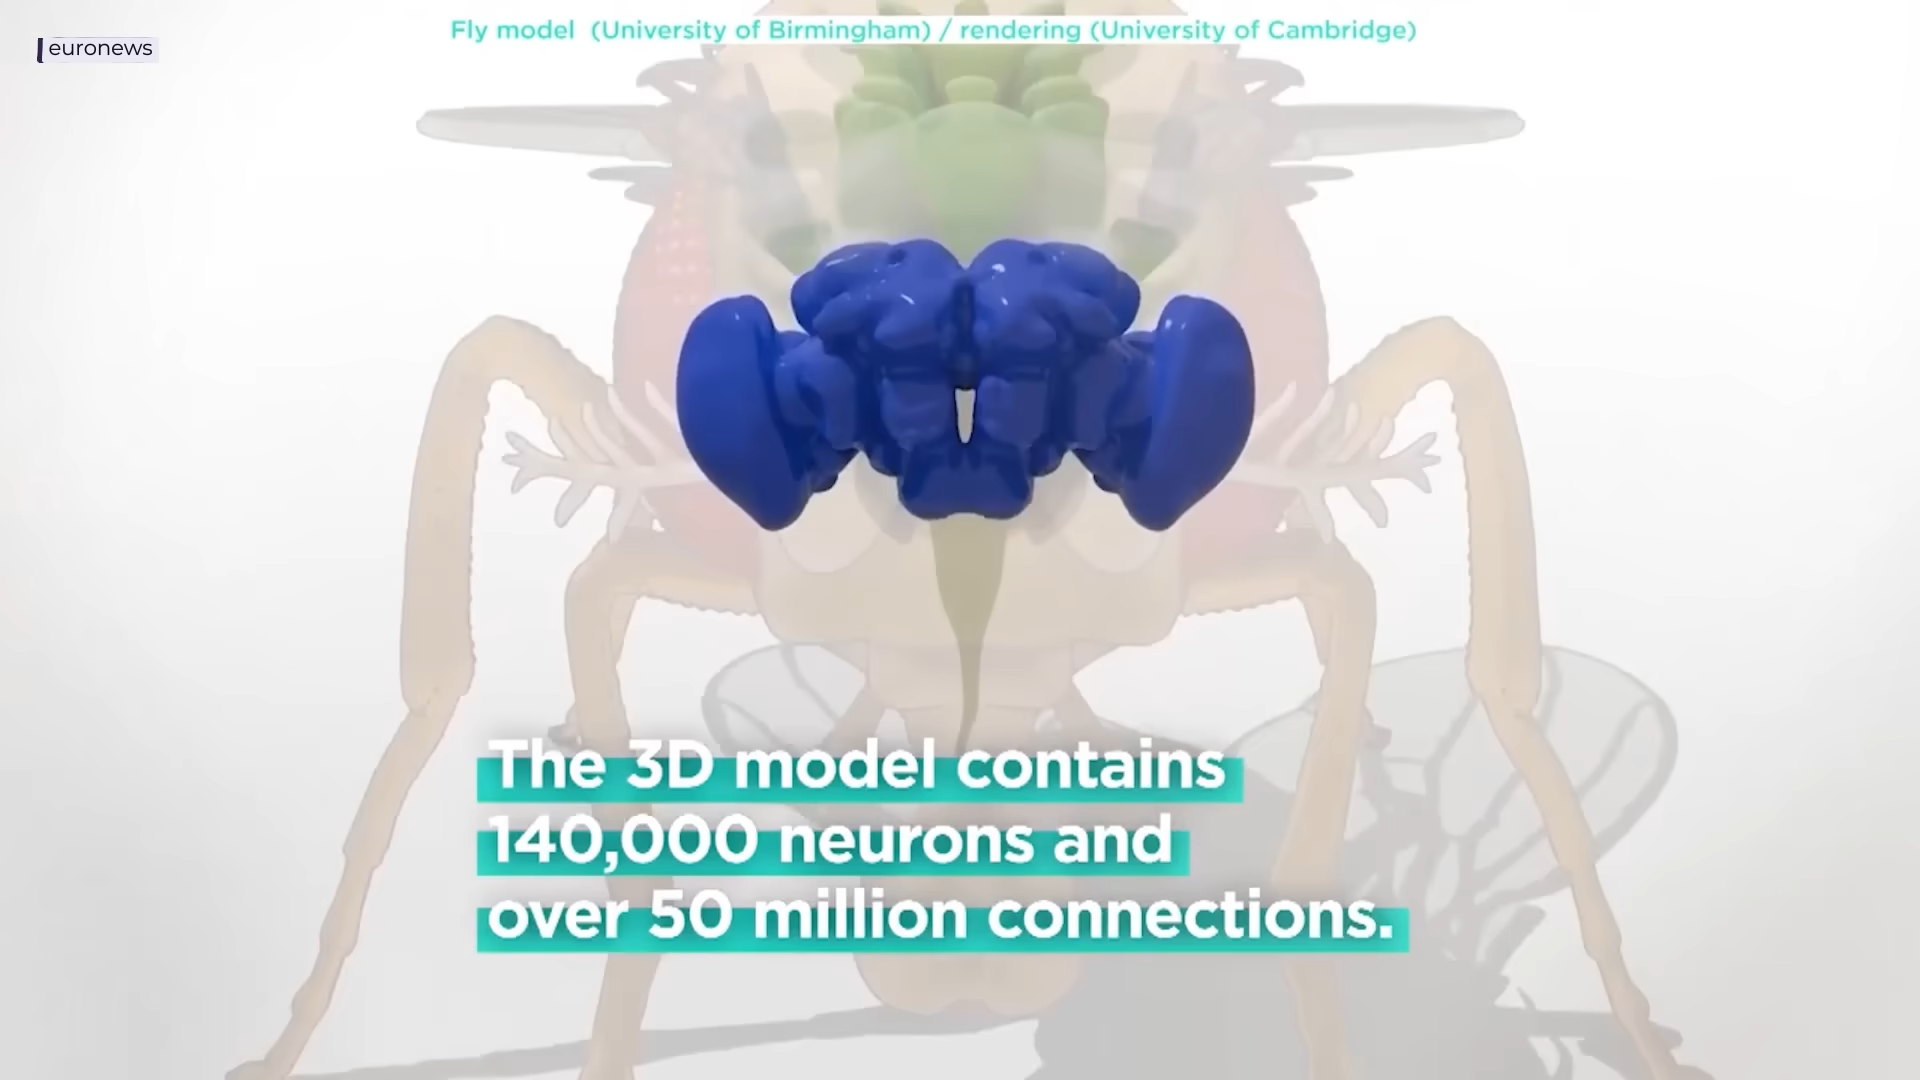 Fly model (University of Birmingham) / rendering (University of Cambridge)
euronews
The 3D model contains
140,000 neurons and
over 50 million connections.